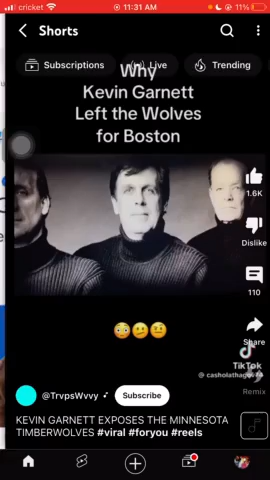 cricket
11:31 AM
11%
Shorts
Subscriptions
Live
Trending
Why
Kevin Garnett
Left the Wolves
for Boston
1.6K
Dislike
110
Share
TikTok
Remix
@TrvpsWvvy
Subscribe
KEVIN GARNETT EXPOSES THE MINNESOTA
TIMBERWOLVES #viral #foryou #reels